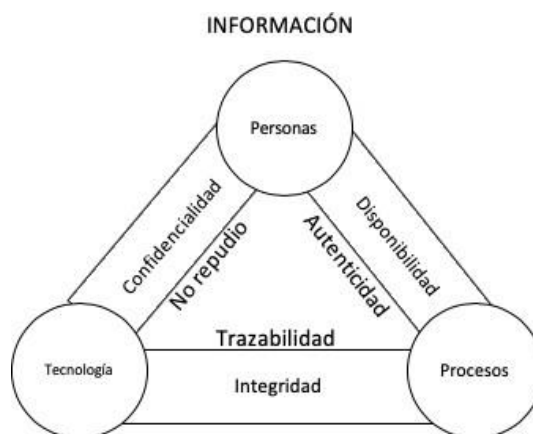 INFORMACIÓN
Personas
Confidencialidad
No repudio
Autenticidad
Disponibilidad
Trazabilidad
Tecnología
Integridad
Procesos